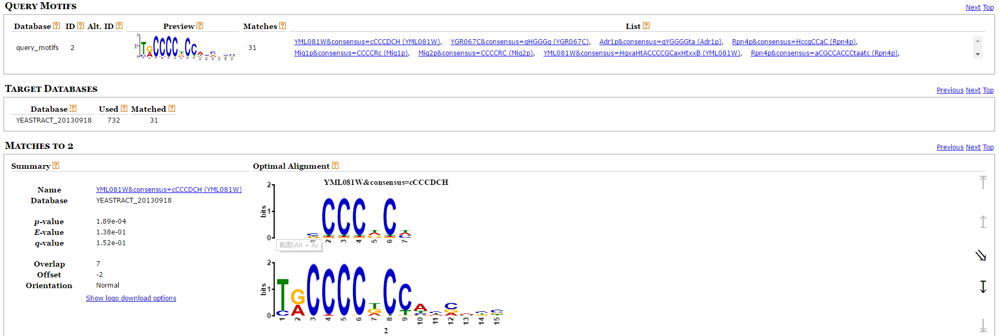 QUERY MOTIFS
Next Top
Database ? ID ? Alt. ID ? Preview ? Matches ? List ?
query_motifs 2 31 YML081W&consensus=cCCCDCH (YML081W), YGR067C&consensus=gHGGGg (YGR067C), Adr1p&consensus=gYGGGGta (Adr1p), Rpn4p&consensus=HccgCCaC (Rpn4p),
Mig1p&consensus=CCCCRc (Mig1p), Mig2p&consensus=CCCCRC (Mig2p), YML081W&consensus=HgxaHtACCCCGCaxHtxxB (YML081W), Rpn4p&consensus=aCGCCACCCtaatc (Rpn4p),
TARGET DATABASES
Previous Next Top
Database ? Used ? Matched ?
YEASTRACT_20130918 732 31
MATCHES TO 2
Previous Next Top
Summary ?
Name YML081W&consensus=cCCCDCH (YML081W)
Database YEASTRACT_20130918
p-value 1.89e-04
E-value 1.38e-01
q-value 1.52e-01
Overlap 7
Offset -2
Orientation Normal
Show logo download options
Optimal Alignment ?
YML081W&consensus=cCCCDCH
2
bits
1
0
CCC C
1 2 3 4 5 6 7
截图(Alt + A)
2
bits
1
0
TGCCCCTCC
1 2 3 4 5 6 7 8 9 10 11 12 13 14 15
2